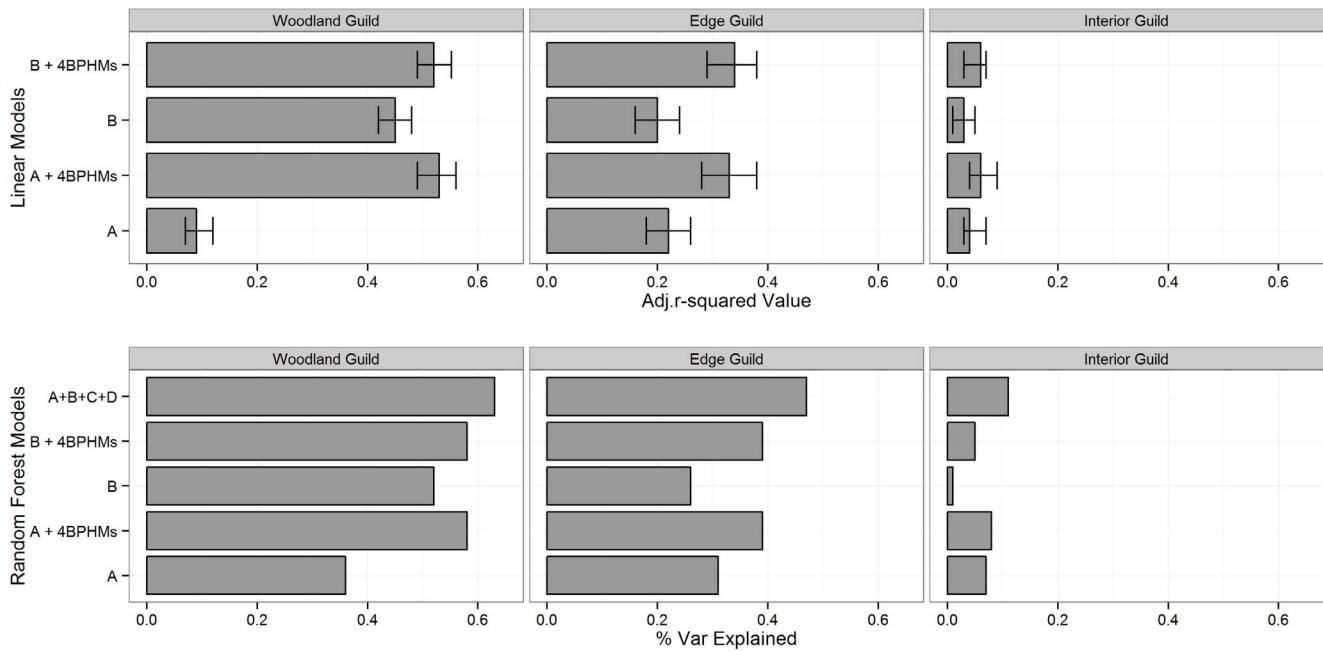 Woodland Guild Edge Guild Interior Guild
Linear Models
B + 4BPHMs
B
A + 4BPHMs
A
0.0 0.2 0.4 0.6 0.0 0.2 0.4 0.6 0.0 0.2 0.4 0.6
Adj.r-squared Value
Woodland Guild Edge Guild Interior Guild
Random Forest Models
A+B+C+D
B + 4BPHMs
B
A + 4BPHMs
A
0.0 0.2 0.4 0.6 0.0 0.2 0.4 0.6 0.0 0.2 0.4 0.6
% Var Explained